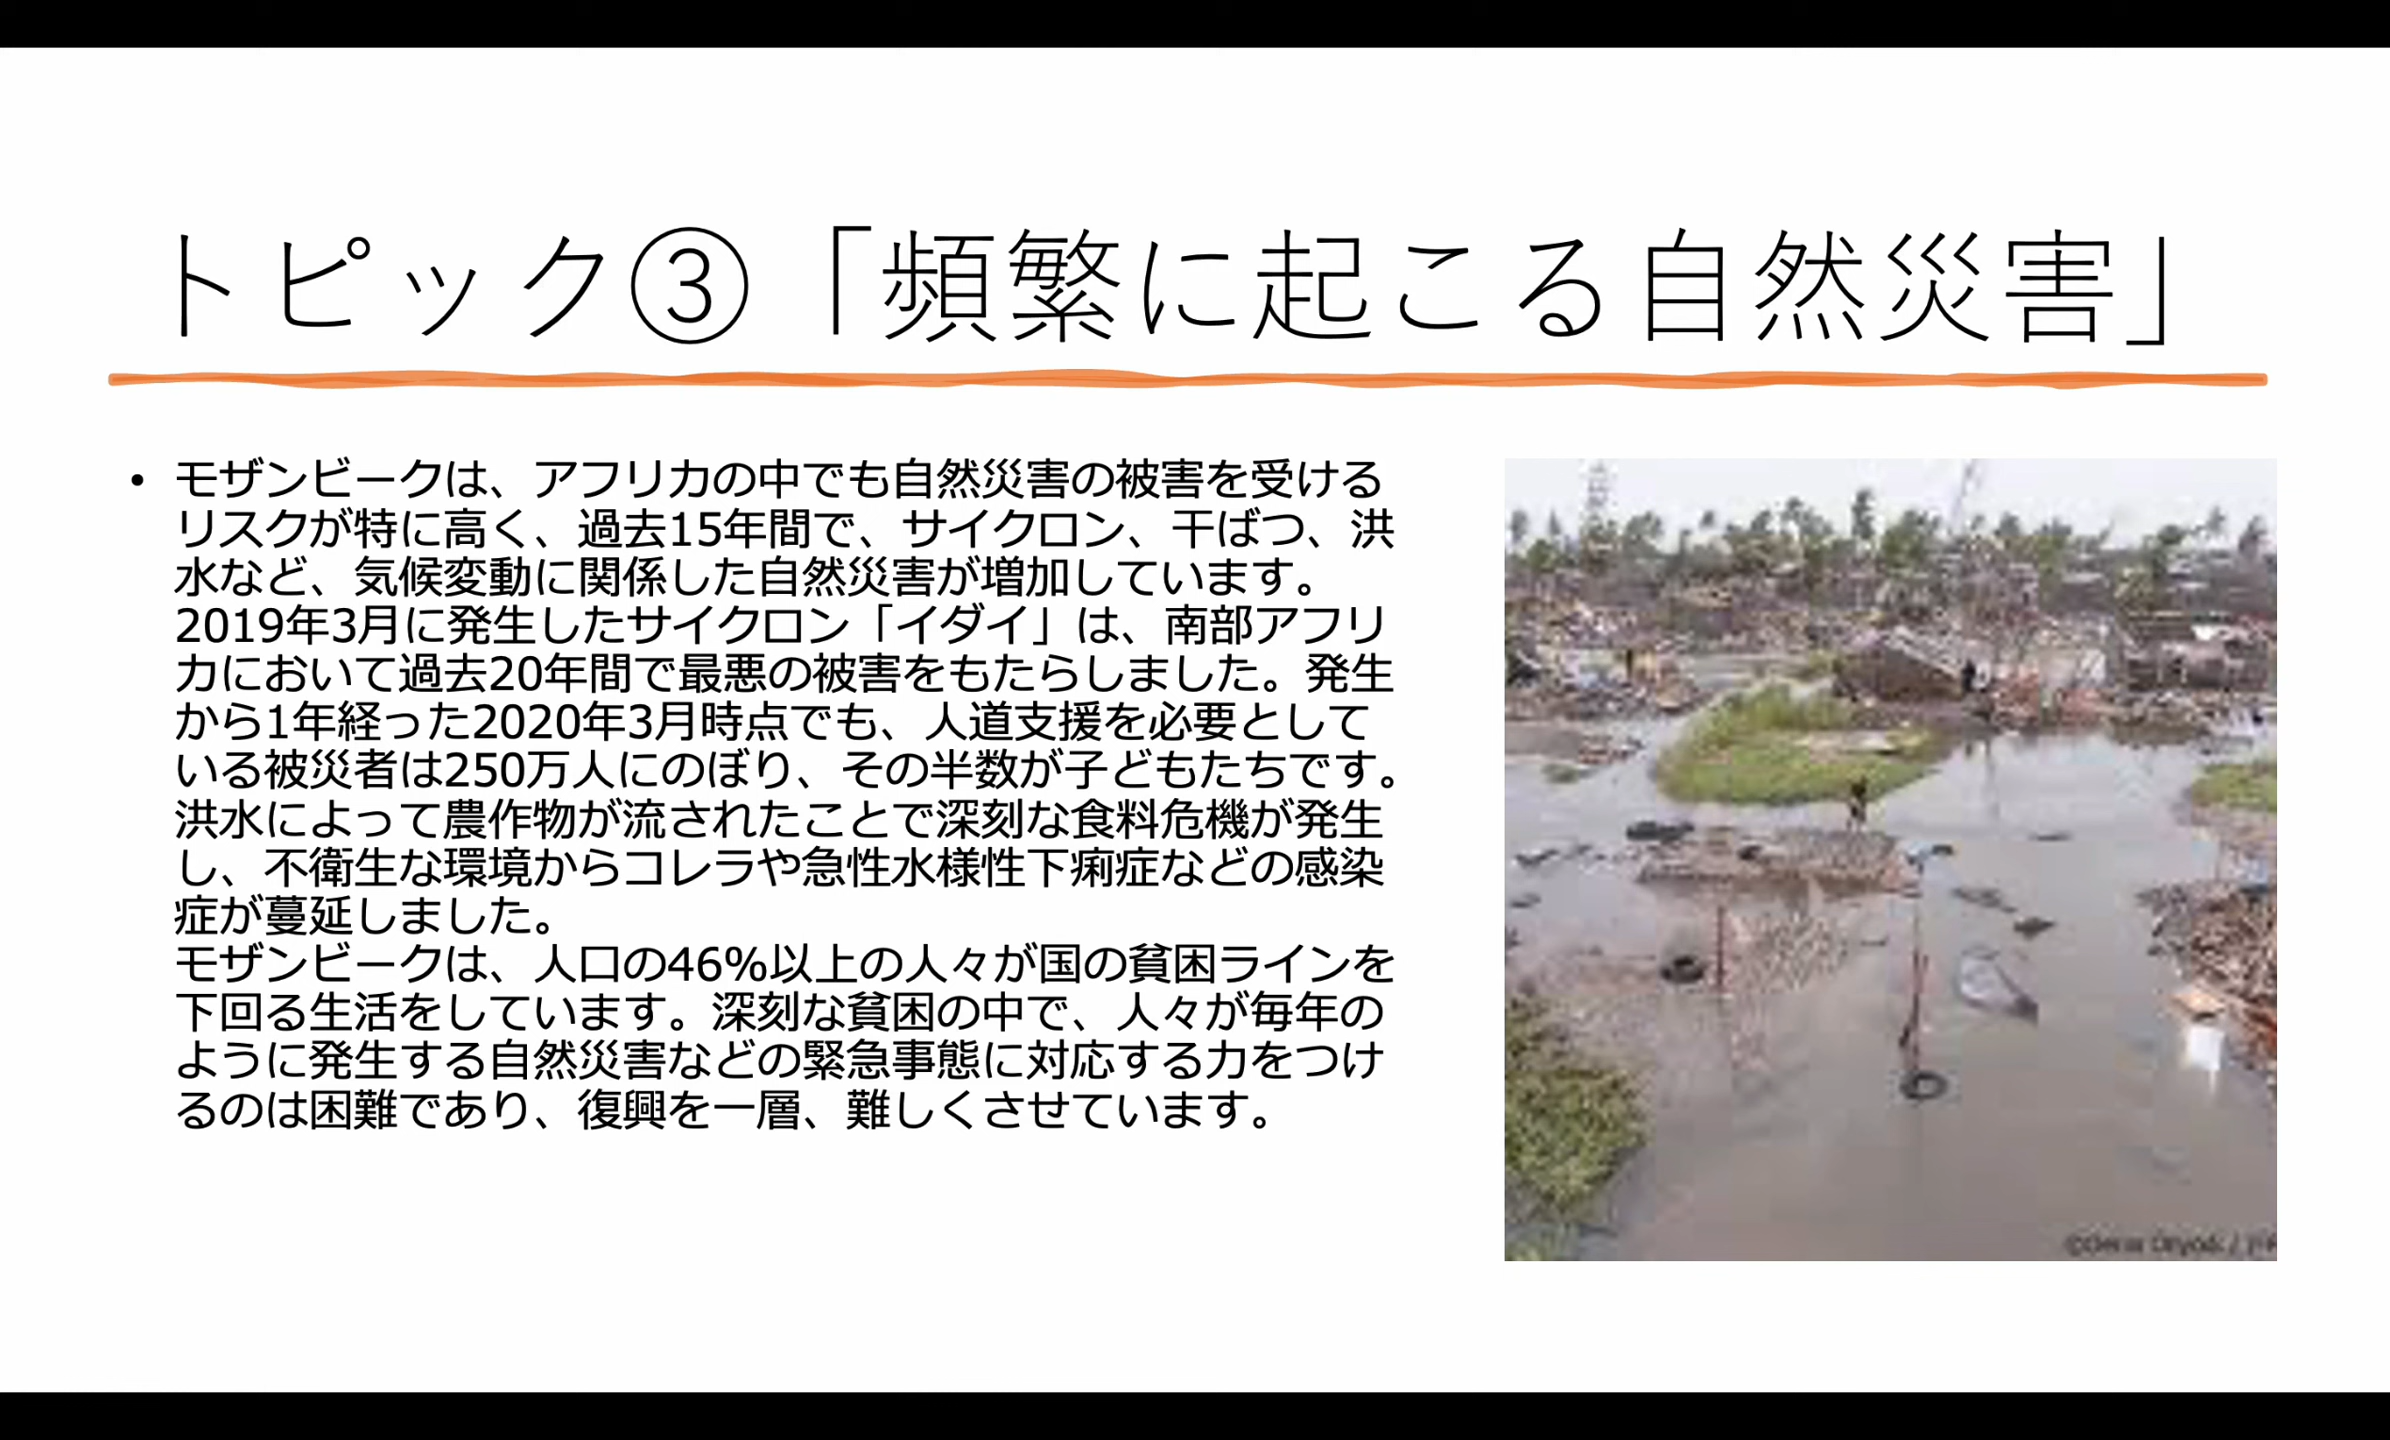 トピック③「頻繁に起こる自然災害」
• モザンビークは、アフリカの中でも自然災害の被害を受ける
リスクが特に高く、過去15年間で、サイクロン、干ばつ、洪
水など、気候変動に関係した自然災害が増加しています。
2019年3月に発生したサイクロン「イダイ」は、南部アフリ
カにおいて過去20年間で最悪の被害をもたらしました。発生
から1年経った2020年3月時点でも、人道支援を必要として
いる被災者は250万人にのぼり、その半数が子どもたちです。
洪水によって農作物が流されたことで深刻な食料危機が発生
し、不衛生な環境からコレラや急性水様性下痢症などの感染
症が蔓延しました。
モザンビークは、人口の46%以上の人々が国の貧困ラインを
下回る生活をしています。深刻な貧困の中で、人々が毎年の
ように発生する自然災害などの緊急事態に対応する力をつけ
るのは困難であり、復興を一層、難しくさせています。